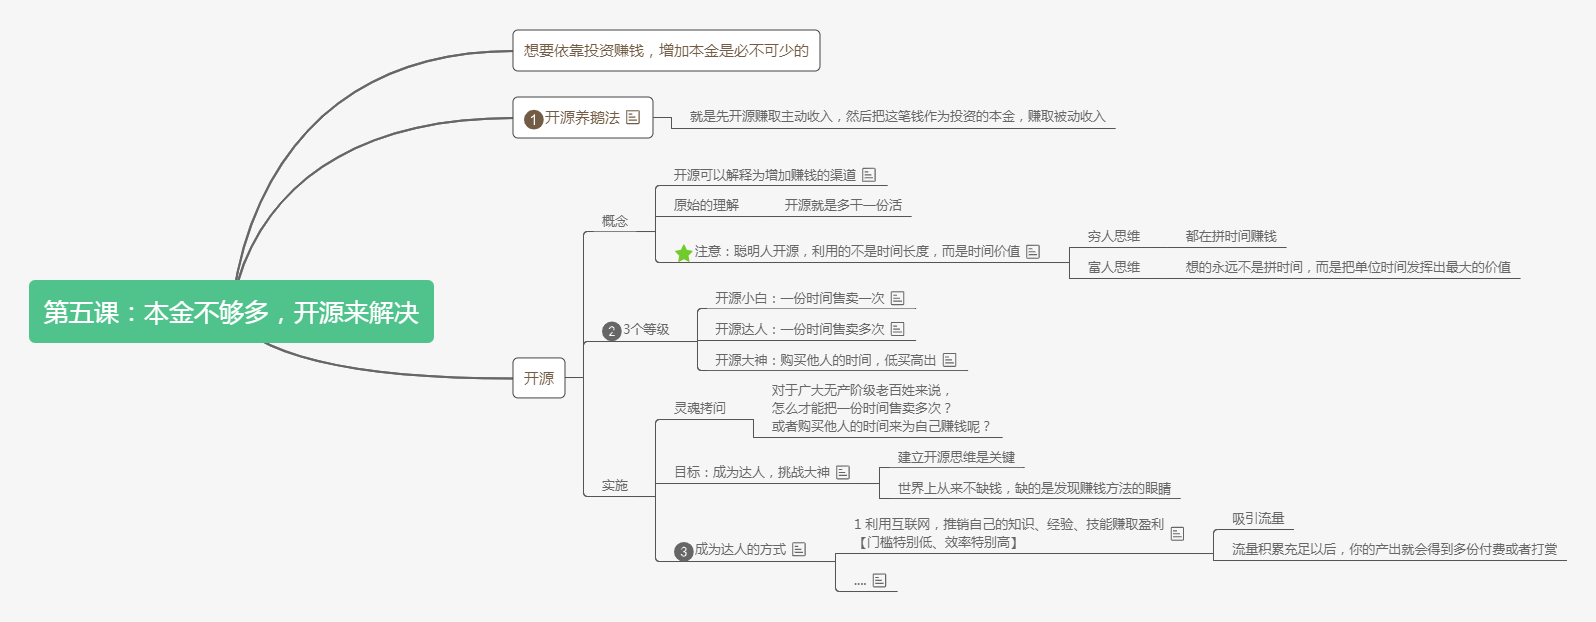 想要依靠投资赚钱，增加本金是必不可少的
1 开源养鹅法
就是先开源赚取主动收入，然后把这笔钱作为投资的本金，赚取被动收入
第五课：本金不够多，开源来解决
开源
概念
开源可以解释为增加赚钱的渠道
原始的理解
开源就是多干一份活
注意：聪明人开源，利用的不是时间长度，而是时间价值
穷人思维
都在拼时间赚钱
富人思维
想的永远不是拼时间，而是把单位时间发挥出最大的价值
2 3个等级
开源小白：一份时间售卖一次
开源达人：一份时间售卖多次
开源大神：购买他人的时间，低买高出
实施
灵魂拷问
对于广大无产阶级老百姓来说，
怎么才能把一份时间售卖多次？
或者购买他人的时间来为自己赚钱呢？
目标：成为达人，挑战大神
建立开源思维是关键
世界上从来不缺钱，缺的是发现赚钱方法的眼睛
3 成为达人的方式
1 利用互联网，推销自己的知识、经验、技能赚取盈利
【门槛特别低、效率特别高】
吸引流量
流量积累充足以后，你的产出就会得到多份付费或者打赏
....